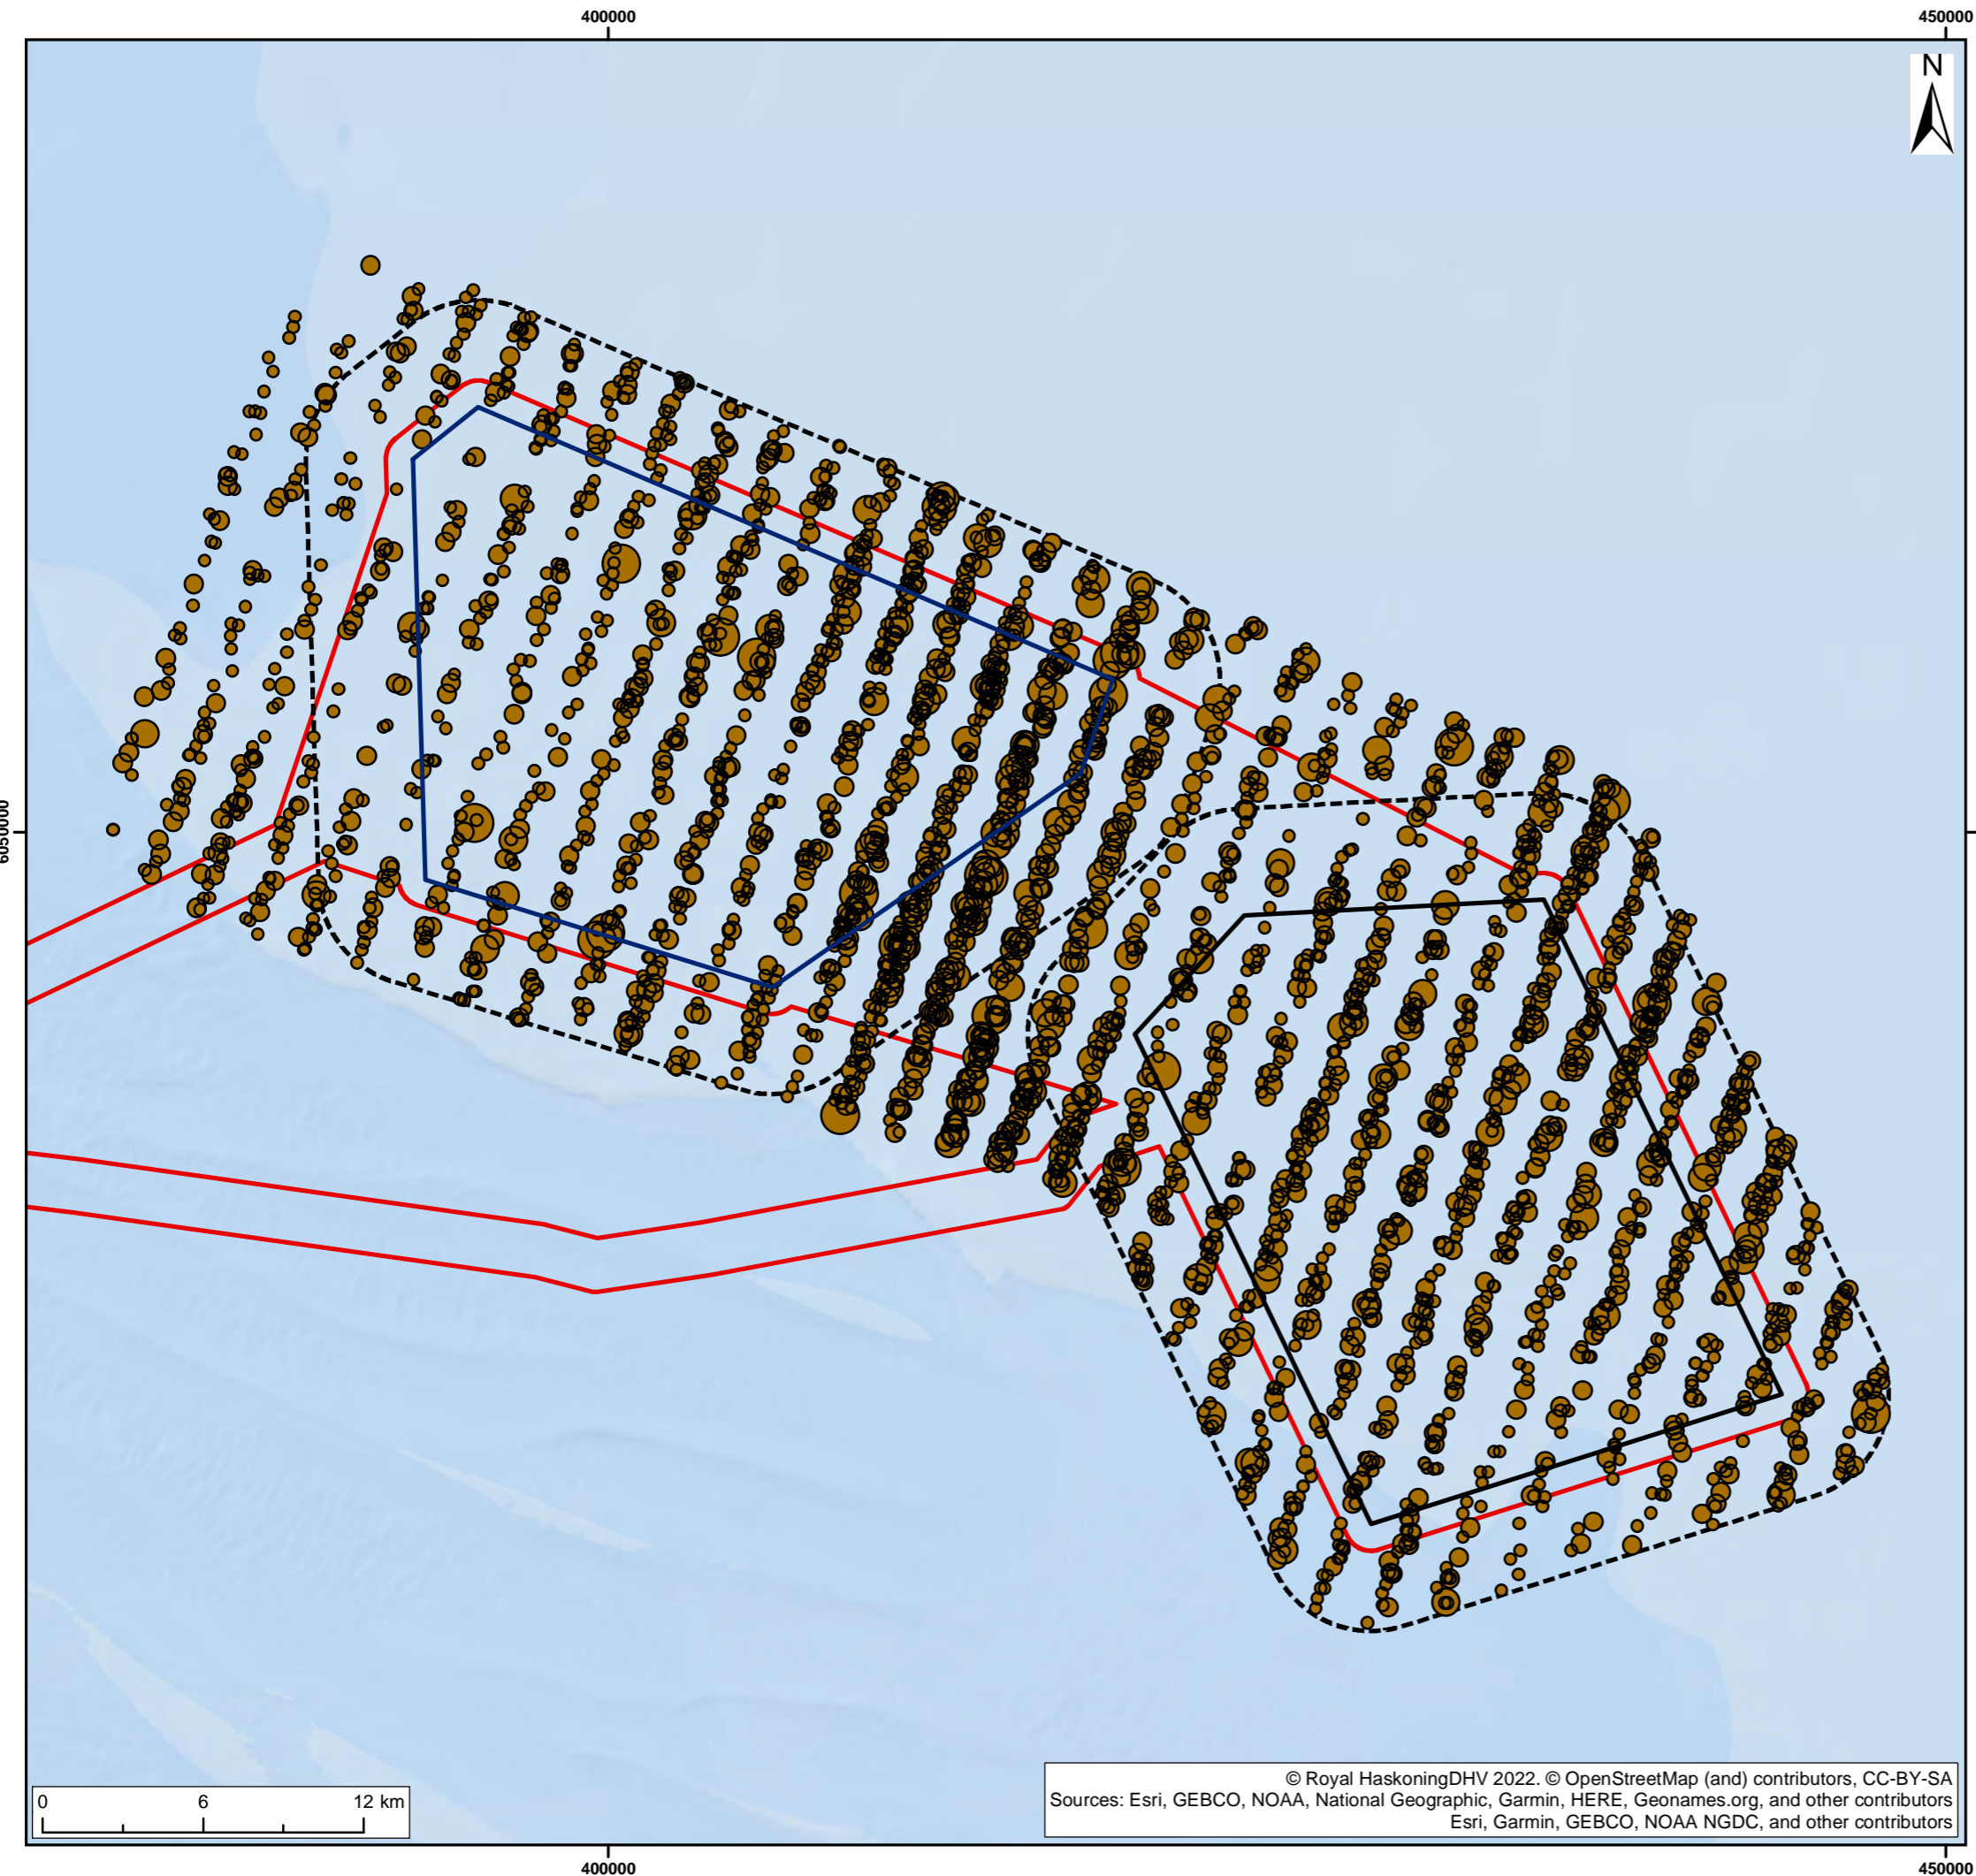 400000
450000
N
6050000
0
6
12 km
© Royal HaskoningDHV 2022. © OpenStreetMap (and) contributors, CC-BY-SA
Sources: Esri, GEBCO, NOAA, National Geographic, Garmin, HERE, Geonames.org, and other contributors
Esri, Garmin, GEBCO, NOAA NGDC, and other contributors
400000
450000